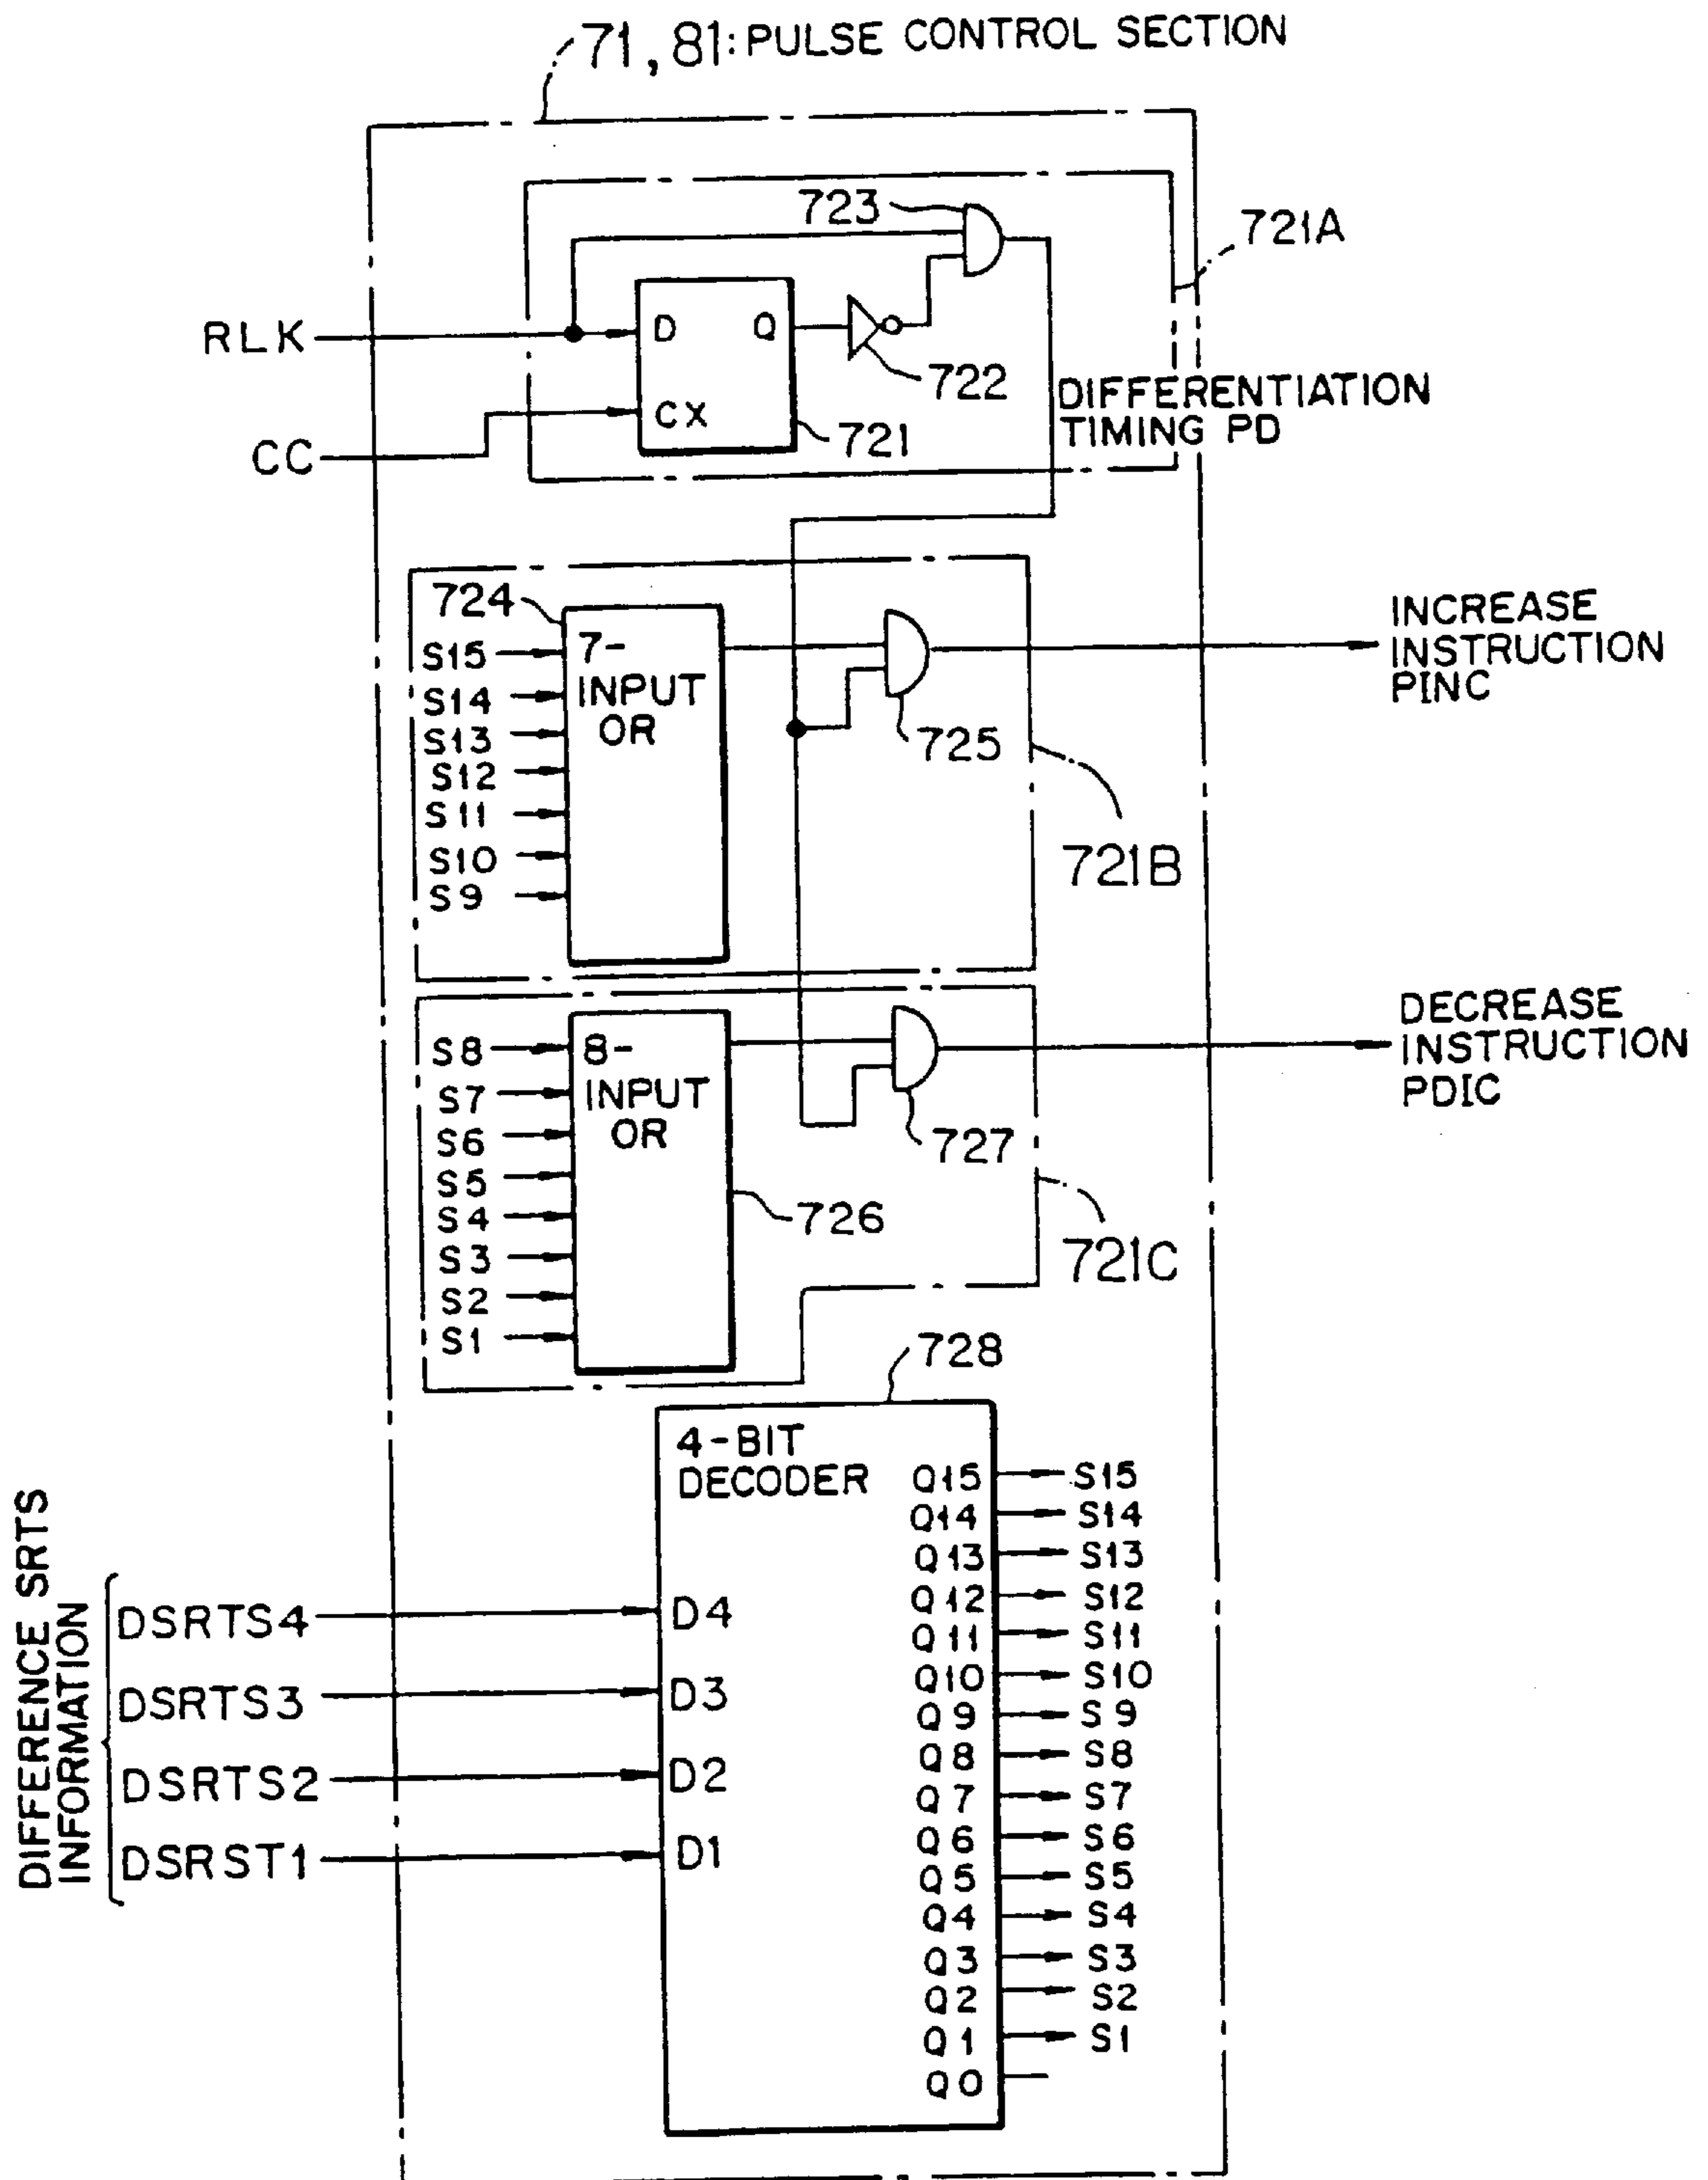 71, 81: PULSE CONTROL SECTION
723
721A
RLK
D Q
722
CX
721
CC
DIFFERENTIATION
TIMING PD
724
7-
INPUT
OR
S15
S14
S13
S12
S11
S10
S9
725
INCREASE
INSTRUCTION
PINC
721B
S8
S7
S6
S5
S4
S3
S2
S1
8-
INPUT
OR
727
726
DECREASE
INSTRUCTION
PDIC
721C
728
4-BIT
DECODER
Q15 S15
Q14 S14
Q13 S13
Q12 S12
Q11 S11
Q10 S10
Q9 S9
Q8 S8
Q7 S7
Q6 S6
Q5 S5
Q4 S4
Q3 S3
Q2 S2
Q1 S1
Q0
DIFFERENCE SRTS
INFORMATION
DSRTS4 D4
DSRTS3 D3
DSRTS2 D2
DSRST1 D1